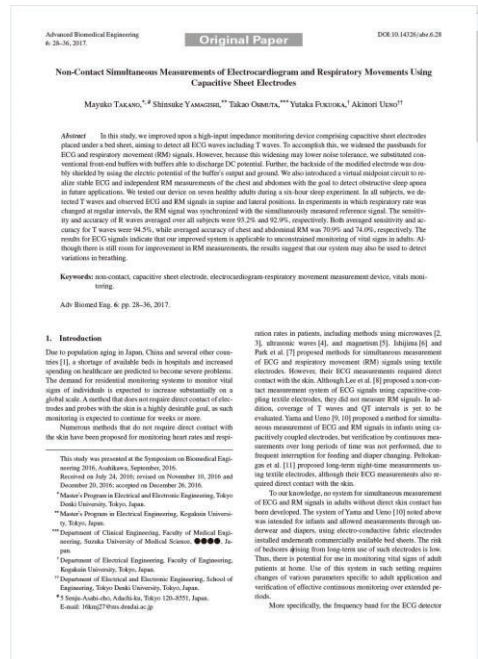 Advanced Biomedical Engineering
6: 28–36, 2017.
Original Paper
DOI:10.14326/abe.6.28
Non-Contact Simultaneous Measurements of Electrocardiogram and Respiratory Movements Using
Capacitive Sheet Electrodes
Mayuko TAKANO,*,# Shinsuke YAMAGISHI,** Takao OHMUTA,*** Yutaka FUKUOKA,† Akinori UENO††
Abstract In this study, we improved upon a high-input impedance monitoring device comprising capacitive sheet electrodes
placed under a bed sheet, aiming to detect all ECG waves including T waves. To accomplish this, we widened the passbands for
ECG and respiratory movement (RM) signals. However, because this widening may lower noise tolerance, we substituted con-
ventional front-end buffers with buffers able to discharge DC potential. Further, the backside of the modified electrode was dou-
bly shielded by using the electric potential of the buffer's output and ground. We also introduced a virtual midpoint circuit to re-
alize stable ECG and independent RM measurements of the chest and abdomen with the goal to detect obstructive sleep apnea
in future applications. We tested our device on seven healthy adults during a six-hour sleep experiment. In all subjects, we de-
tected T waves and observed ECG and RM signals in supine and lateral positions. In experiments in which respiratory rate was
changed at regular intervals, the RM signal was synchronized with the simultaneously measured reference signal. The sensitiv-
ity and accuracy of R waves averaged over all subjects were 93.2% and 92.9%, respectively. Both averaged sensitivity and ac-
curacy for T waves were 94.5%, while averaged accuracy of chest and abdominal RM was 70.9% and 74.0%, respectively. The
results for ECG signals indicate that our improved system is applicable to unconstrained monitoring of vital signs in adults. Al-
though there is still room for improvement in RM measurements, the results suggest that our system may also be used to detect
variations in breathing.
Keywords: non-contact, capacitive sheet electrode, electrocardiogram-respiratory movement measurement device, vitals moni-
toring.
Adv Biomed Eng. 6: pp. 28–36, 2017.
1. Introduction
Due to population aging in Japan, China and several other coun-
tries [1], a shortage of available beds in hospitals and increased
spending on healthcare are predicted to become severe problems.
The demand for residential monitoring systems to monitor vital
signs of individuals is expected to increase substantially on a
global scale. A method that does not require direct contact of elec-
trodes and probes with the skin is a highly desirable goal, as such
monitoring is expected to continue for weeks or more.
Numerous methods that do not require direct contact with
the skin have been proposed for monitoring heart rates and respi-
This study was presented at the Symposium on Biomedical Engi-
neering 2016, Asahikawa, September, 2016.
Received on July 24, 2016; revised on November 10, 2016 and
December 20, 2016; accepted on December 26, 2016.
* Master's Program in Electrical and Electronic Engineering, Tokyo
Denki University, Tokyo, Japan.
** Master's Program in Electrical Engineering, Kogakuin Universi-
ty, Tokyo, Japan.
*** Department of Clinical Engineering, Faculty of Medical Engi-
neering, Suzuka University of Medical Science, ●●●●, Ja-
pan.
† Department of Electrical Engineering, Faculty of Engineering,
Kogakuin University, Tokyo, Japan.
†† Department of Electrical and Electronic Engineering, School of
Engineering, Tokyo Denki University, Tokyo, Japan.
# 5 Senju-Asahi-cho, Adachi-ku, Tokyo 120–8551, Japan.
E-mail: 16kmj27@ms.dendai.ac.jp
ration rates in patients, including methods using microwaves [2,
3], ultrasonic waves [4], and magnetism [5]. Ishijima [6] and
Park et al. [7] proposed methods for simultaneous measurement
of ECG and respiratory movement (RM) signals using textile
electrodes. However, their ECG measurements required direct
contact with the skin. Although Lee et al. [8] proposed a non-con-
tact measurement system of ECG signals using capacitive-cou-
pling textile electrodes, they did not measure RM signals. In ad-
dition, coverage of T waves and QT intervals is yet to be
evaluated. Yama and Ueno [9, 10] proposed a method for simulta-
neous measurement of ECG and RM signals in infants using ca-
pacitively coupled electrodes, but verification by continuous mea-
surements over long periods of time was not performed, due to
frequent interruption for feeding and diaper changing. Peltokan-
gas et al. [11] proposed long-term night-time measurements us-
ing textile electrodes, although their ECG measurements also re-
quired direct contact with the skin.
To our knowledge, no system for simultaneous measurement
of ECG and RM signals in adults without direct skin contact has
been developed. The system of Yama and Ueno [10] noted above
was intended for infants and allowed measurements through un-
derwear and diapers, using electro-conductive fabric electrodes
installed underneath commercially available bed sheets. The risk
of bedsores arising from long-term use of such electrodes is low.
Thus, there is potential for use in monitoring vital signs of adult
patients at home. Use of this system in such setting requires
changes of various parameters specific to adult application and
verification of effective continuous monitoring over extended pe-
riods.
More specifically, the frequency band for the ECG detector